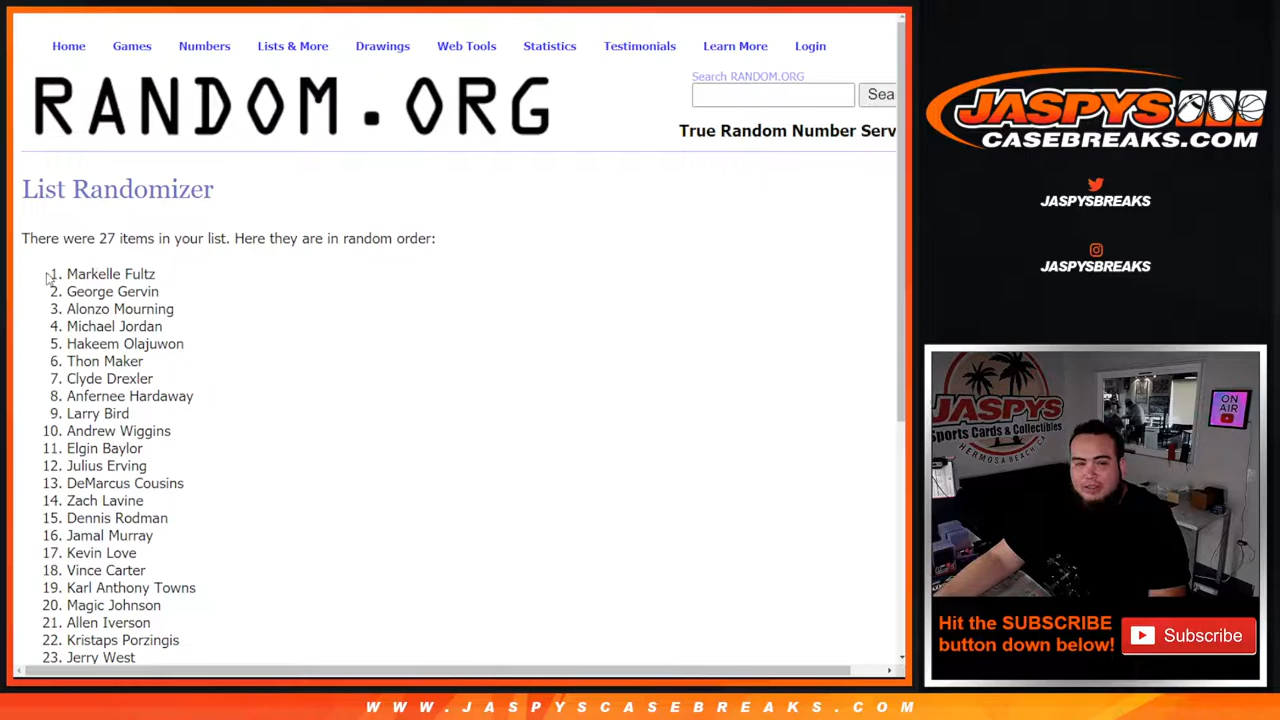 Home Games Numbers Lists & More Drawings Web Tools Statistics Testimonials Learn More Login
RANDOM.ORG
Search RANDOM.ORG
Sea
True Random Number Serv
List Randomizer
There were 27 items in your list. Here they are in random order:
1. Markelle Fultz
2. George Gervin
3. Alonzo Mourning
4. Michael Jordan
5. Hakeem Olajuwon
6. Thon Maker
7. Clyde Drexler
8. Anfernee Hardaway
9. Larry Bird
10. Andrew Wiggins
11. Elgin Baylor
12. Julius Erving
13. DeMarcus Cousins
14. Zach Lavine
15. Dennis Rodman
16. Jamal Murray
17. Kevin Love
18. Vince Carter
19. Karl Anthony Towns
20. Magic Johnson
21. Allen Iverson
22. Kristaps Porzingis
23. Jerry West
JASPYS
CASEBREAKS.COM
JASPYSBREAKS
JASPYSBREAKS
JASPYS
Sports Cards & Collectibles
HERMOSA BEACH CA
ON
AIR
Hit the SUBSCRIBE
button down below!
Subscribe
WWW.JASPYSCASEBREAKS.COM